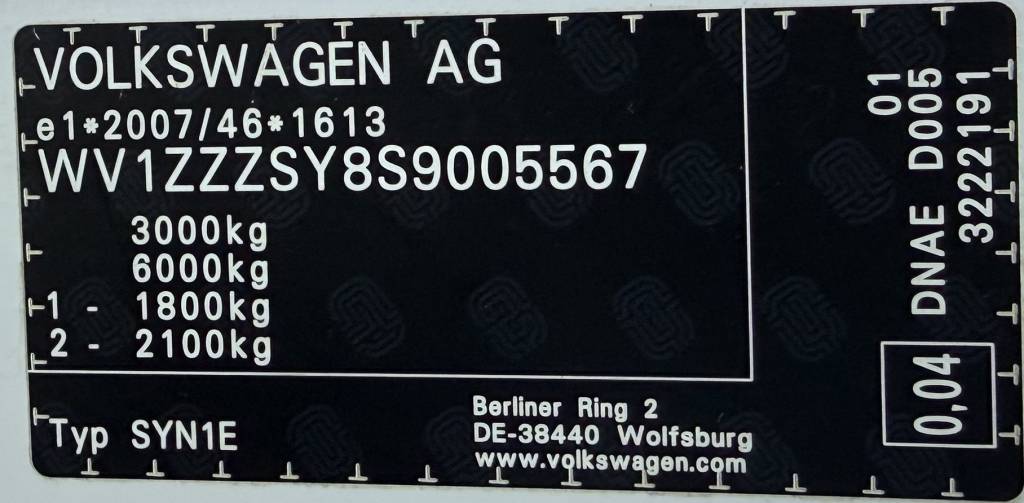 VOLKSWAGEN AG
e1*2007/46*1613
WV1ZZZSY8S9005567
3000kg
6000kg
1 - 1800kg
2 - 2100kg
Typ SYN1E
Berliner Ring 2
DE-38440 Wolfsburg
www.volkswagen.com
01
DNAE D005
3222191
0,04